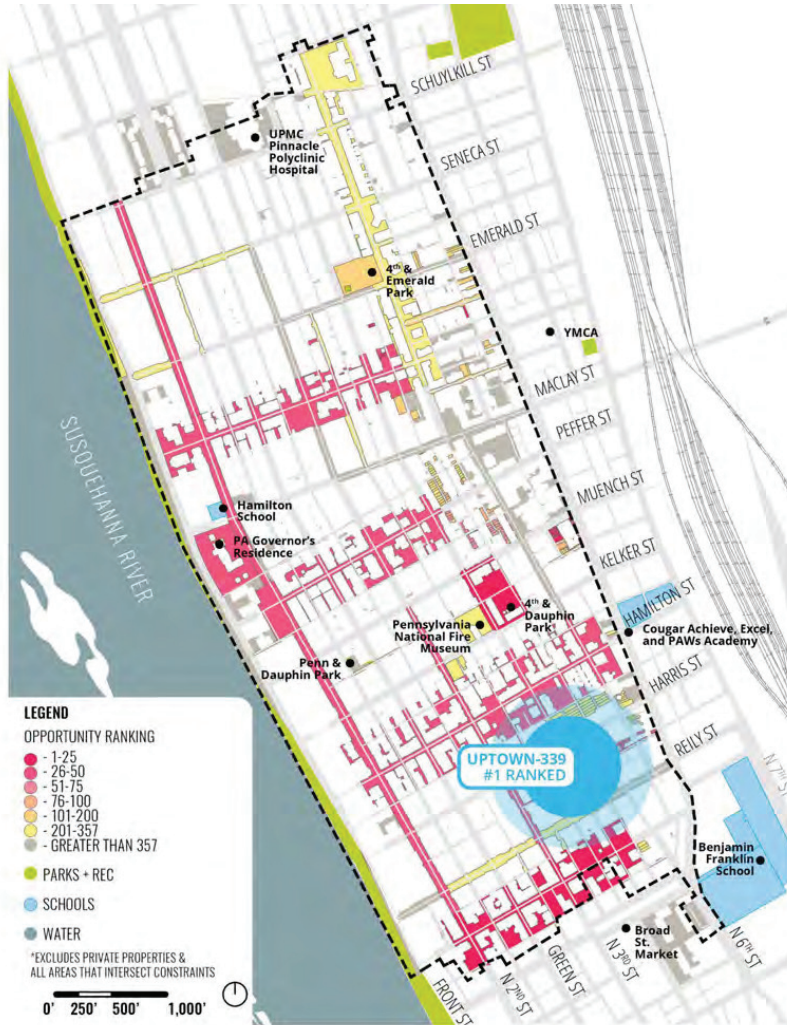 SCHUYLKILL ST
UPMC
Pinnacle
Polyclinic
Hospital
SENECA ST
EMERALD ST
4th &
Emerald
Park
YMCA
MACLAY ST
PEFFER ST
SUSQUEHANNA RIVER
MUENCH ST
Hamilton
School
PA Governor's
Residence
KELKER ST
HAMILTON ST
4th &
Dauphin
Park
Pennsylvania
National Fire
Museum
Cougar Achieve, Excel,
and PAWs Academy
Penn &
Dauphin Park
HARRIS ST
REILY ST
UPTOWN-339
#1 RANKED
N 7TH ST
Benjamin
Franklin
School
Broad
St.
Market
N 6TH ST
N 3RD ST
GREEN ST
N 2ND ST
FRONT ST
LEGEND
OPPORTUNITY RANKING
- 1-25
- 26-50
- 51-75
- 76-100
- 101-200
- 201-357
- GREATER THAN 357
PARKS + REC
SCHOOLS
WATER
*EXCLUDES PRIVATE PROPERTIES &
ALL AREAS THAT INTERSECT CONSTRAINTS
0' 250' 500' 1,000'